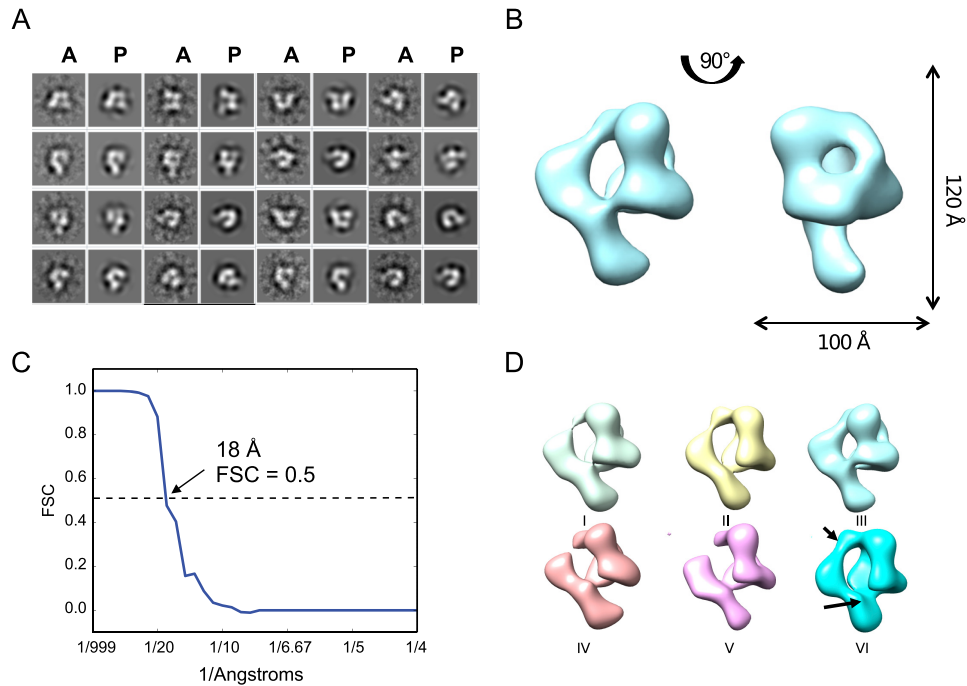 A
A P A P A P A P
B
90°
120 Å
100 Å
C
FSC
1.0
0.8
0.6
0.4
0.2
0.0
18 Å
FSC = 0.5
1/999 1/20 1/10 1/6.67 1/5 1/4
1/Angstroms
D
I II III
IV V VI